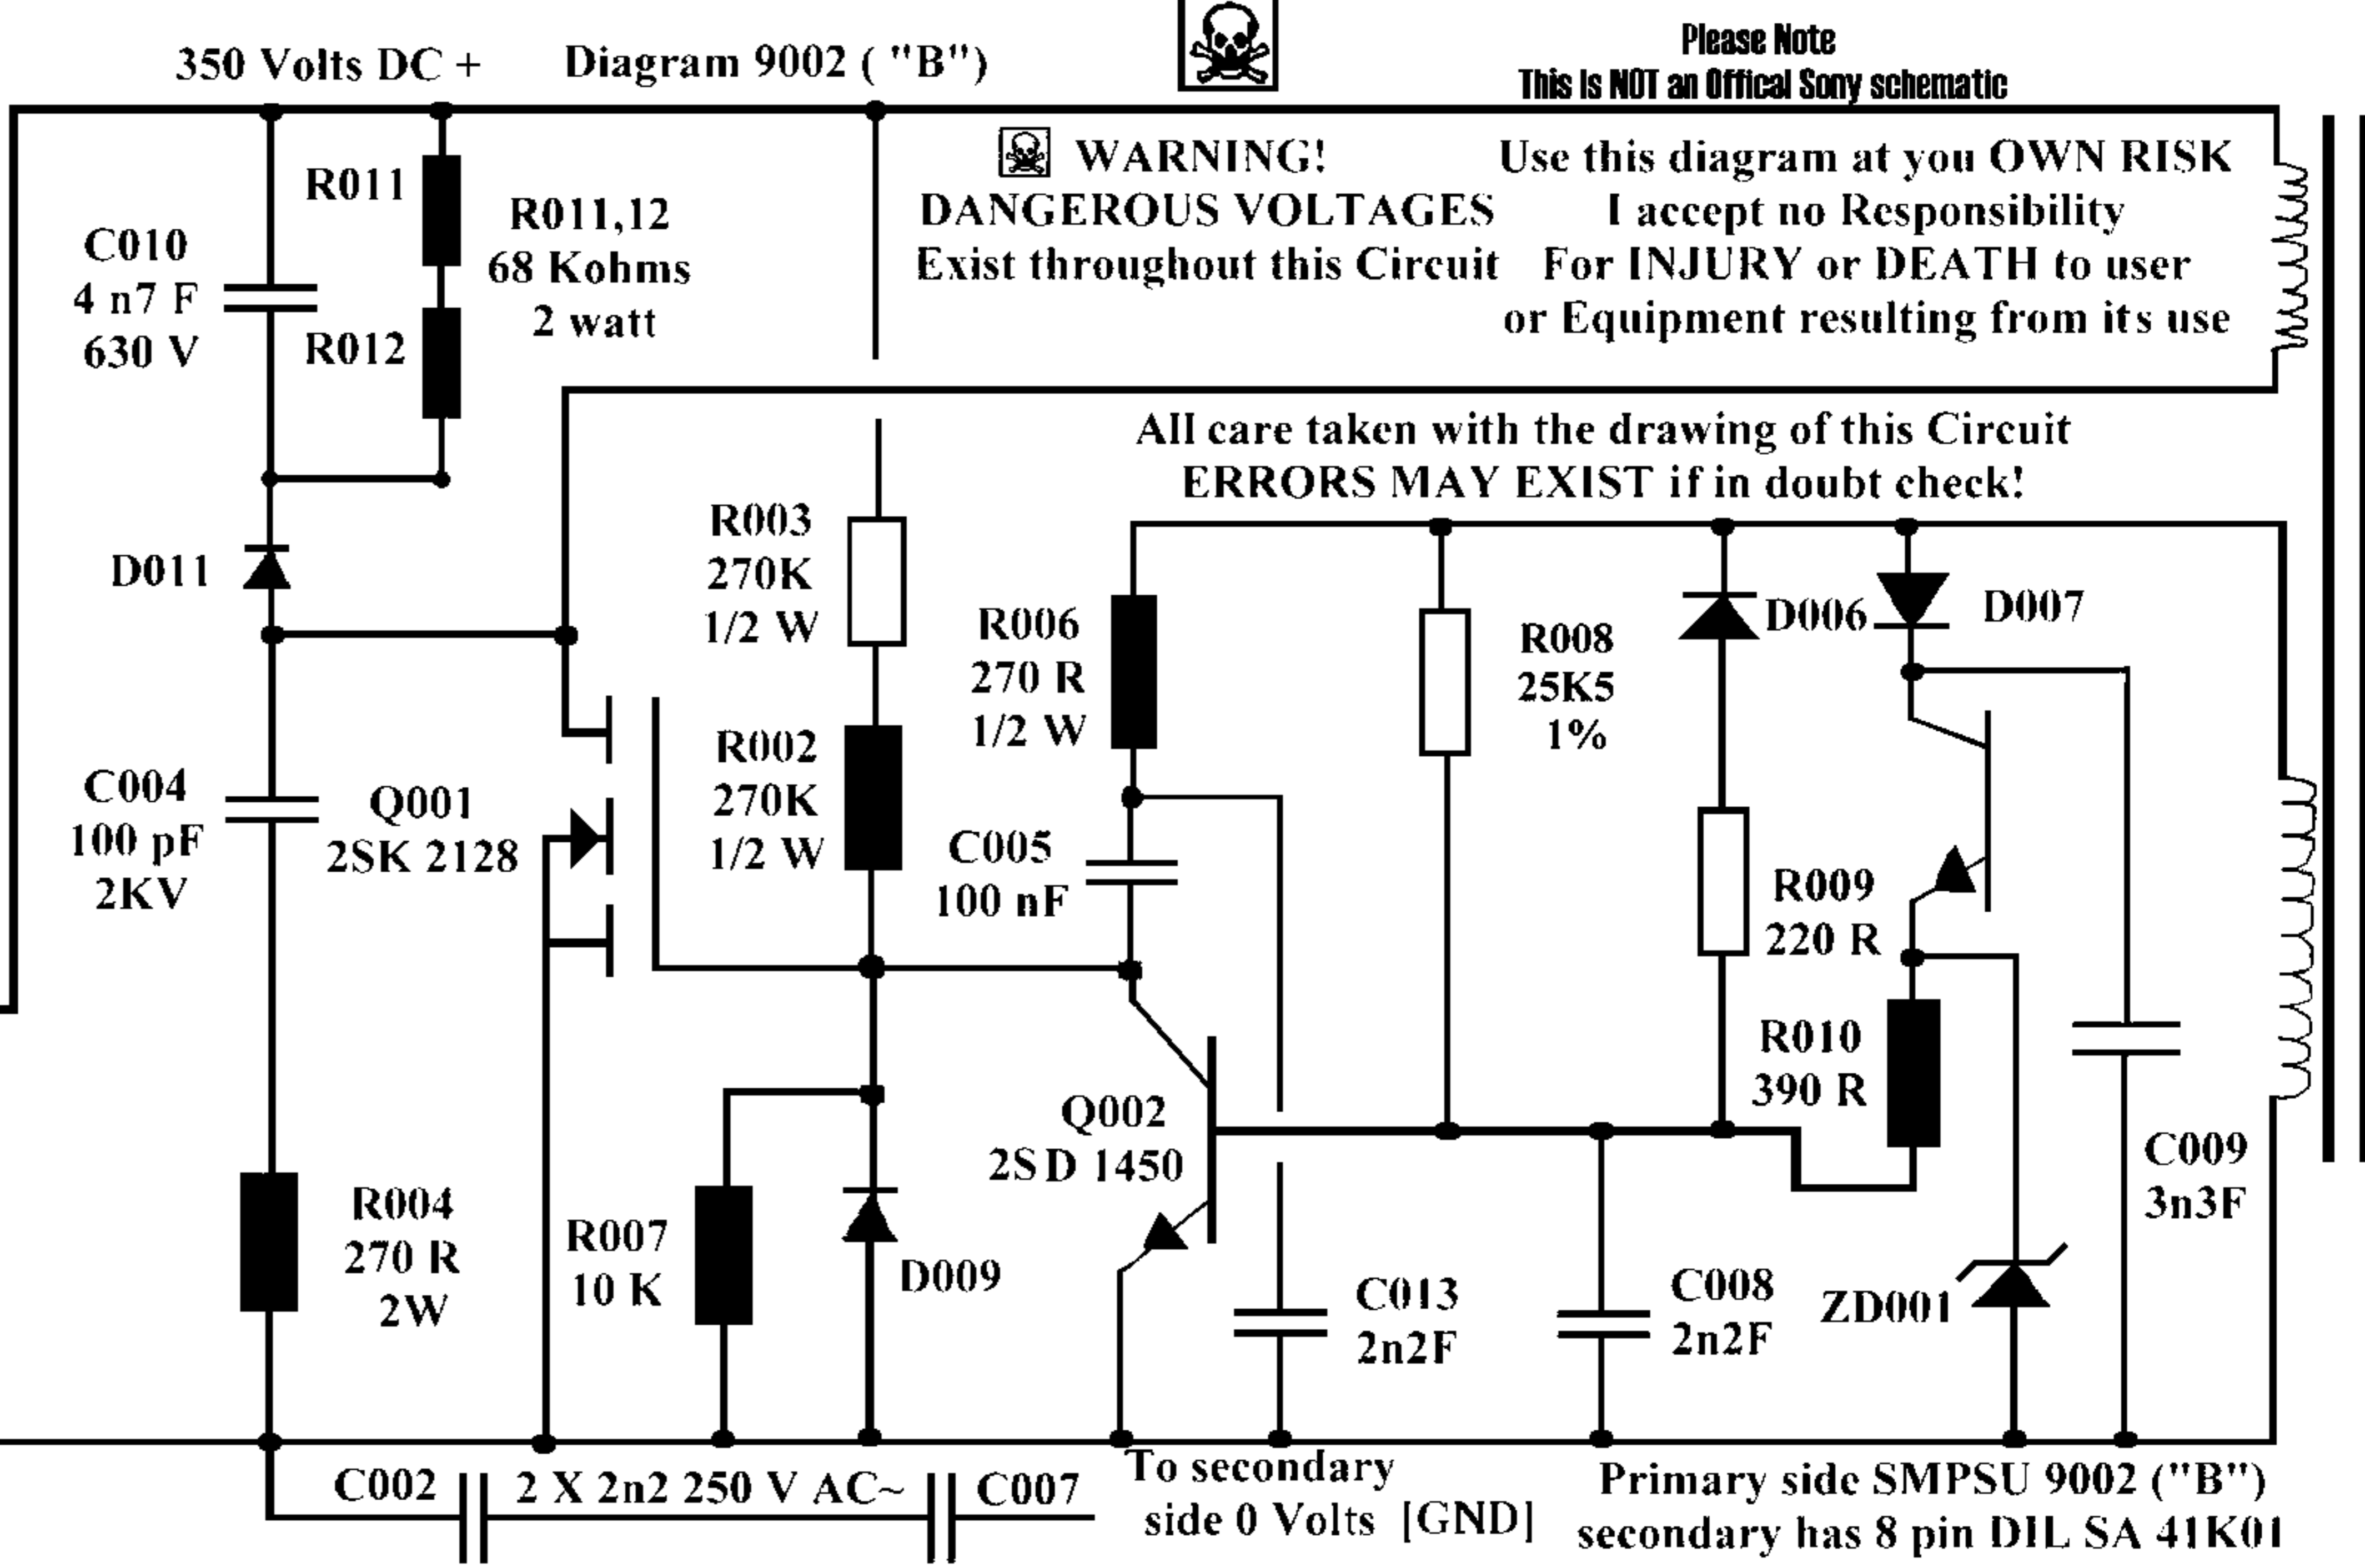 350 Volts DC +
Diagram 9002 ( "B")
Please Note
This Is NOT an Offical Sony schematic
WARNING!
DANGEROUS VOLTAGES
Exist throughout this Circuit
Use this diagram at you OWN RISK
I accept no Responsibility
For INJURY or DEATH to user
or Equipment resulting from its use
R011
R011,12
68 Kohms
2 watt
C010
4 n7 F
630 V
R012
All care taken with the drawing of this Circuit
ERRORS MAY EXIST if in doubt check!
D011
R003
270K
1/2 W
R006
270 R
1/2 W
R008
25K5
1%
D006
D007
R002
270K
1/2 W
C004
100 pF
2KV
Q001
2SK 2128
C005
100 nF
R009
220 R
R010
390 R
Q002
2SD 1450
C009
3n3F
R004
270 R
2W
R007
10 K
D009
C013
2n2F
C008
2n2F
ZD001
C002
2 X 2n2 250 V AC~
C007
To secondary
side 0 Volts [GND]
Primary side SMPSU 9002 ("B")
secondary has 8 pin DIL SA 41K01